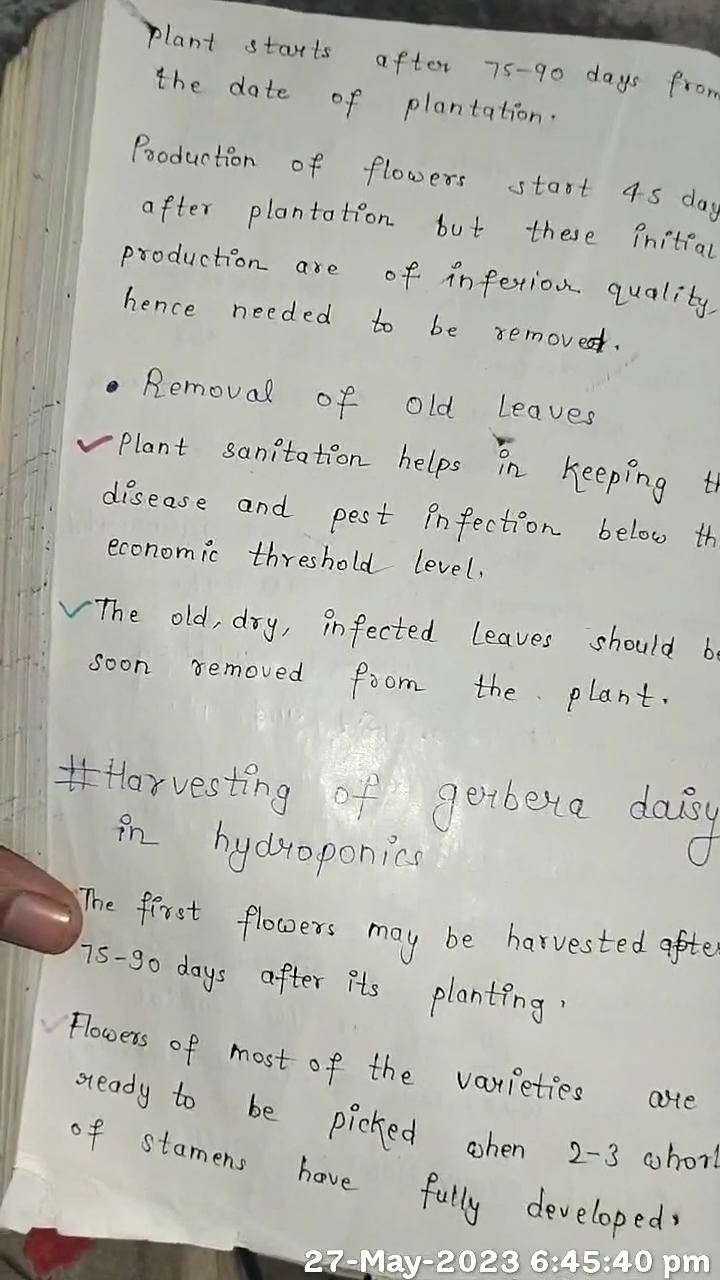 plant starts after 75-90 days from
the date of plantation.
Production of flowers start 45 day
after plantation but these initial
production are of inferior quality,
hence needed to be removed.
• Removal of old leaves
✓ Plant sanitation helps in keeping th
disease and pest infection below th
economic threshold level.
✓ The old, dry, infected leaves should be
soon removed from the plant.
# Harvesting of gerbera daisy
in hydroponics
The first flowers may be harvested after
75-90 days after its planting.
✓ Flowers of most of the varieties are
ready to be picked when 2-3 whorl
of stamens have fully developed.
27-May-2023 6:45:40 pm